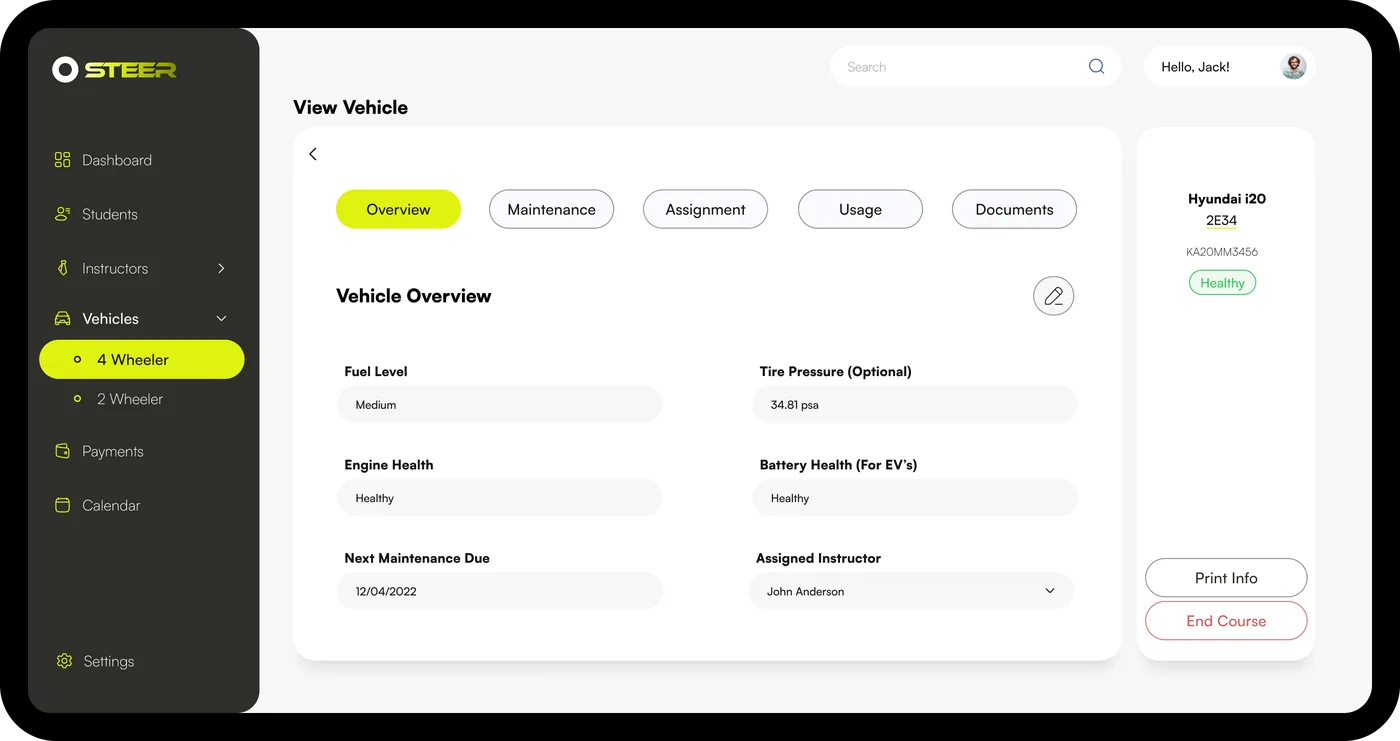 STEER
Search
Hello, Jack!
Dashboard
Students
Instructors
Vehicles
4 Wheeler
2 Wheeler
Payments
Calendar
Settings
View Vehicle
Overview
Maintenance
Assignment
Usage
Documents
Vehicle Overview
Fuel Level
Medium
Tire Pressure (Optional)
34.81 psa
Engine Health
Healthy
Battery Health (For EV’s)
Healthy
Next Maintenance Due
12/04/2022
Assigned Instructor
John Anderson
Hyundai i20
2E34
KA20MM3456
Healthy
Print Info
End Course